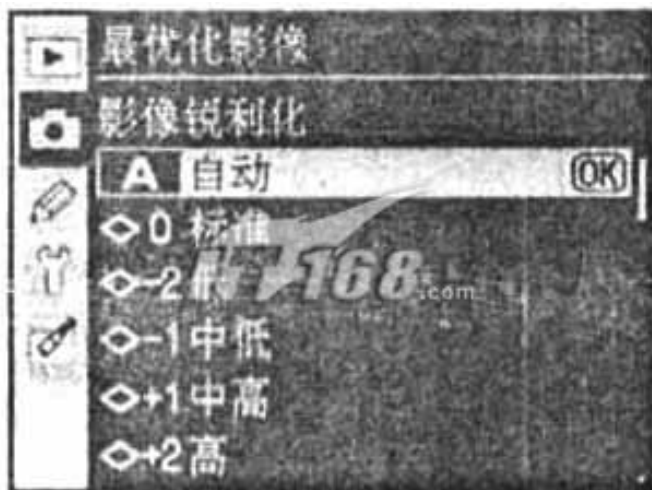 最优化影像
影像锐利化
A 自动 OK
◇0 标准
◇-2 低
IT168.com
◇-1 中低
◇+1 中高
◇+2 高